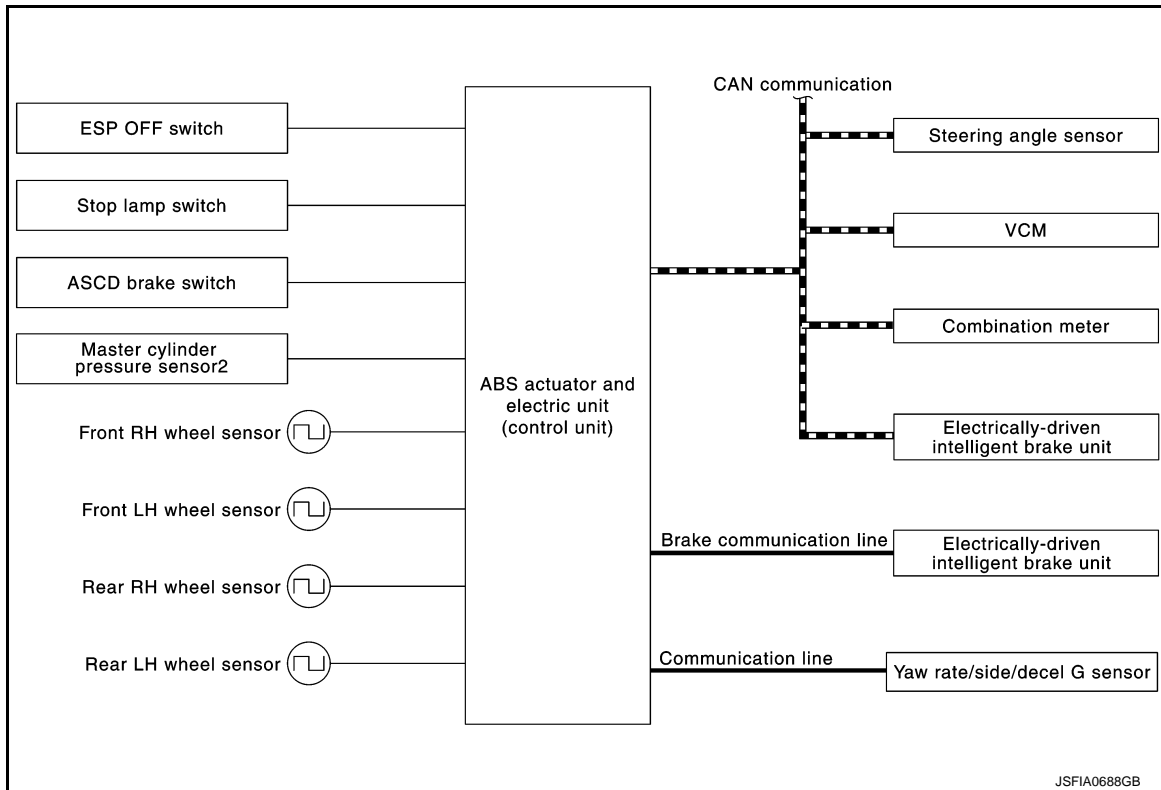 ESP OFF switch
Stop lamp switch
ASCD brake switch
Master cylinder
pressure sensor2
Front RH wheel sensor
Front LH wheel sensor
Rear RH wheel sensor
Rear LH wheel sensor
ABS actuator and
electric unit
(control unit)
CAN communication
Steering angle sensor
VCM
Combination meter
Electrically-driven
intelligent brake unit
Brake communication line
Electrically-driven
intelligent brake unit
Communication line
Yaw rate/side/decel G sensor
JSFIA0688GB